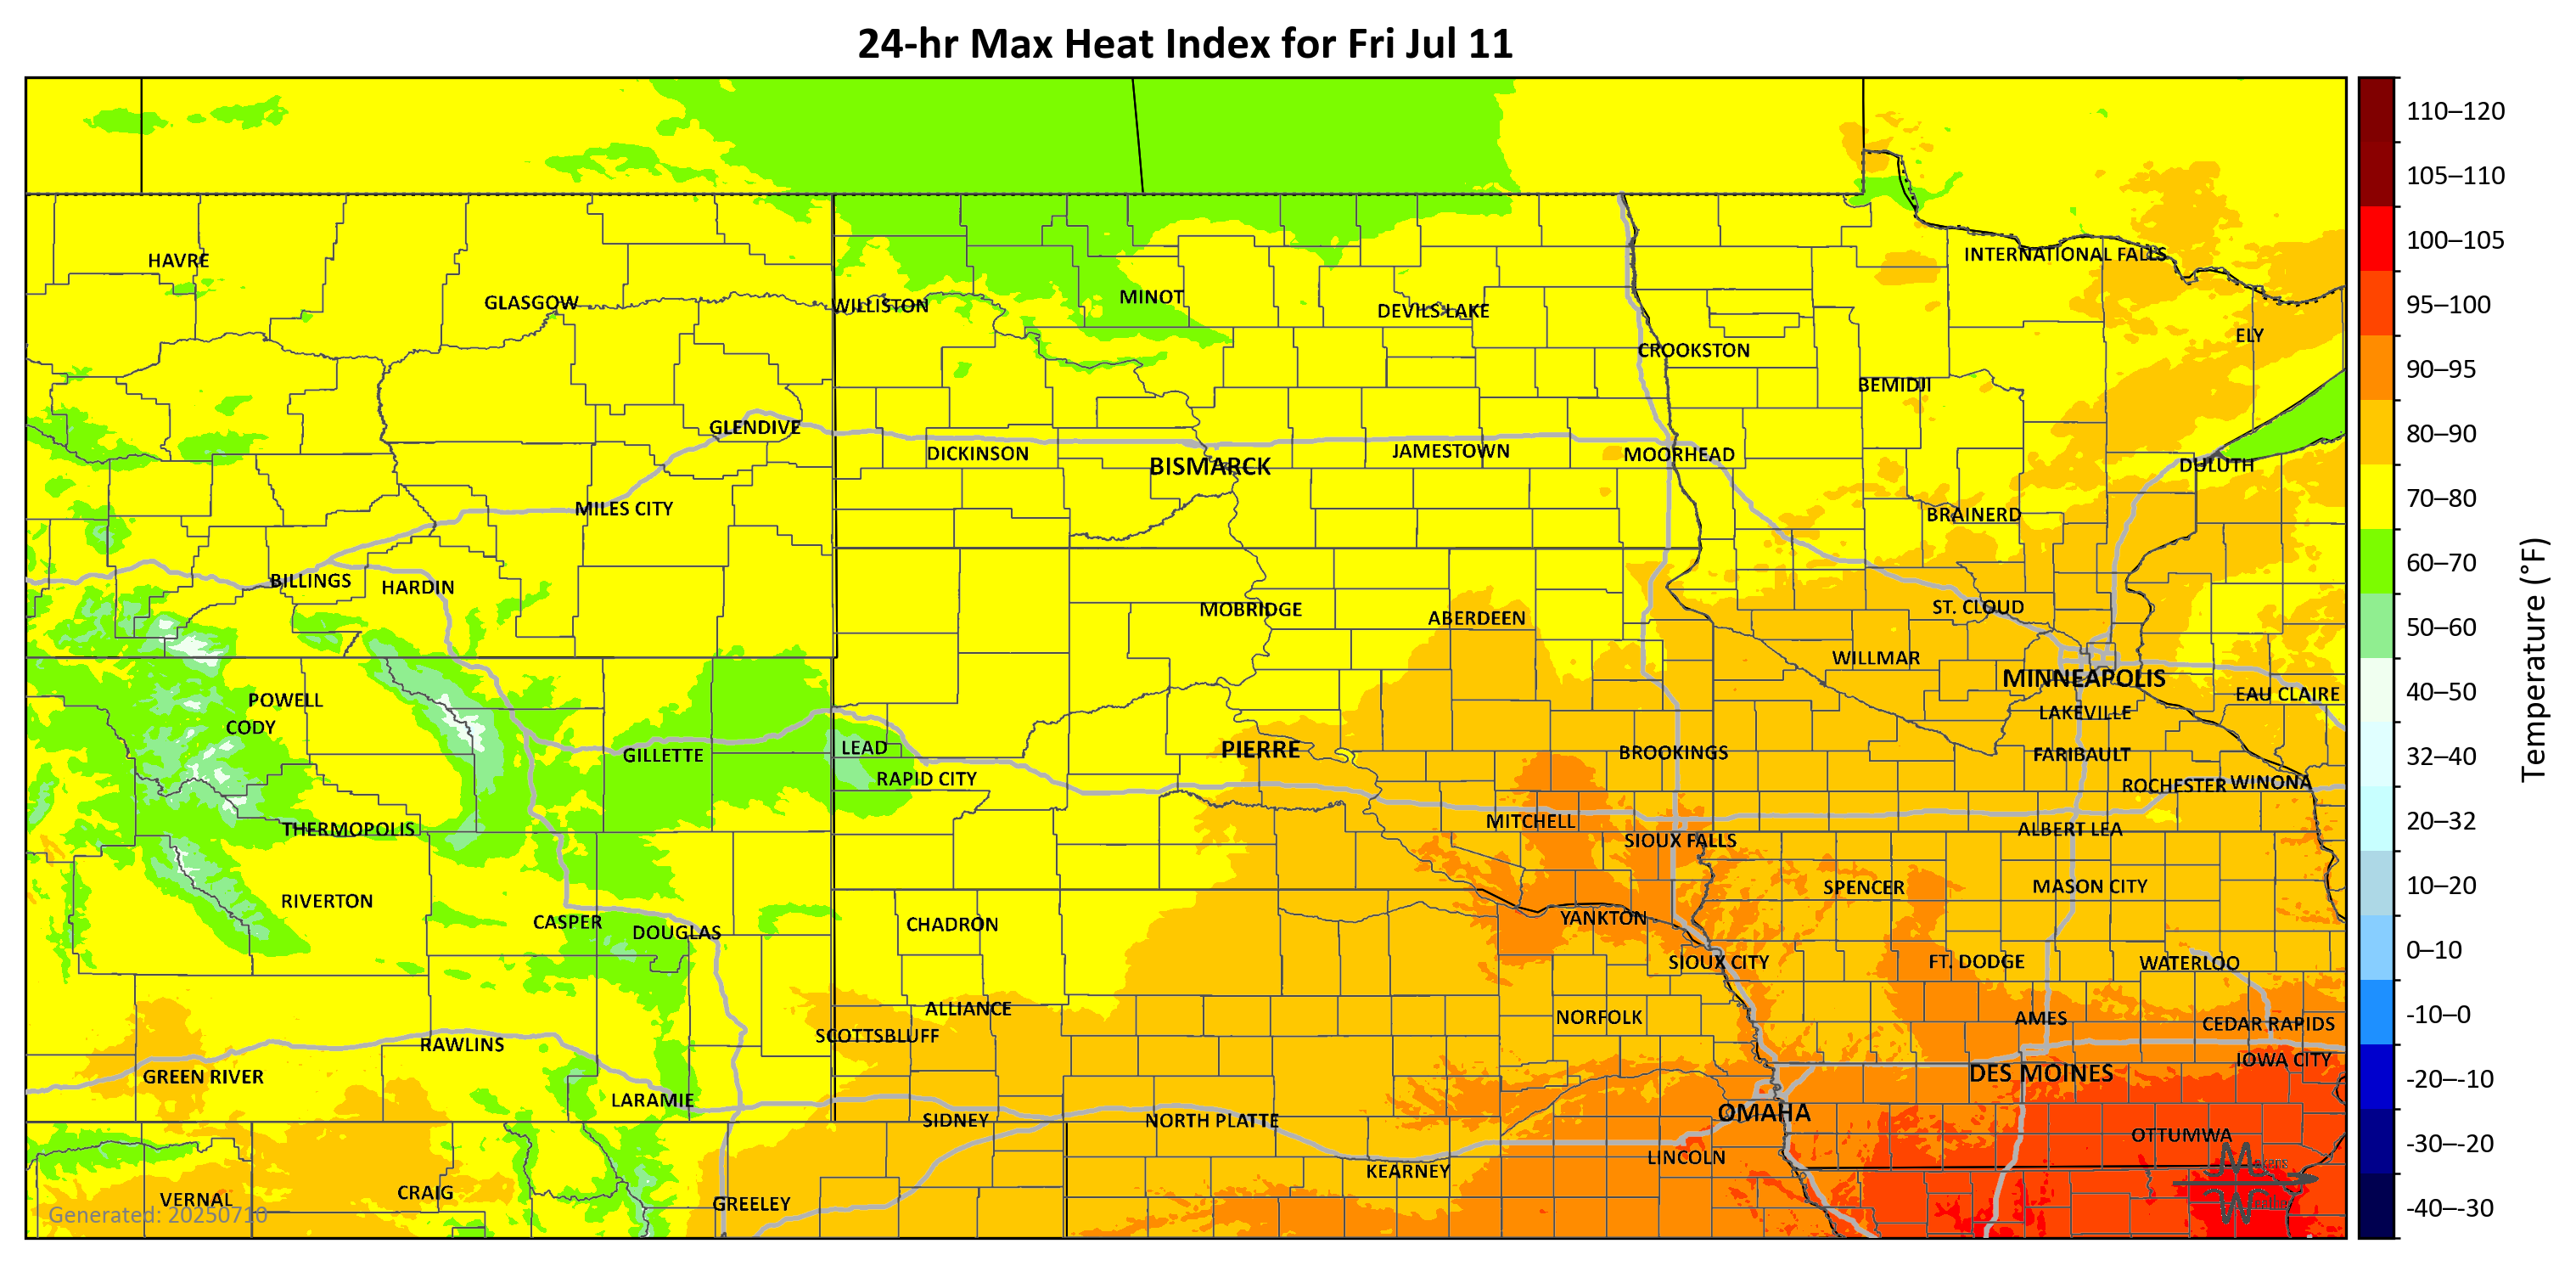 24-hr Max Heat Index for Fri Jul 11
110–120
105–110
100–105
95–100
90–95
80–90
70–80
60–70
50–60
40–50
32–40
20–32
10–20
0–10
-10–0
-20–-10
-30–-20
-40–-30
Temperature (°F)
HAVRE
INTERNATIONAL FALLS
GLASGOW
WILLISTON
MINOT
DEVILS LAKE
ELY
CROOKSTON
BEMIDJI
GLENDIVE
DICKINSON
BISMARCK
JAMESTOWN
MOORHEAD
DULUTH
MILES CITY
BRAINERD
BILLINGS
HARDIN
MOBRIDGE
ABERDEEN
ST. CLOUD
WILLMAR
MINNEAPOLIS
POWELL
EAU CLAIRE
CODY
LAKEVILLE
GILLETTE
LEAD
PIERRE
BROOKINGS
FARIBAULT
RAPID CITY
ROCHESTER
WINONA
THERMOPOLIS
MITCHELL
SIOUX FALLS
ALBERT LEA
RIVERTON
SPENCER
MASON CITY
CASPER
DOUGLAS
CHADRON
YANKTON
SIOUX CITY
FT. DODGE
WATERLOO
ALLIANCE
NORFOLK
AMES
CEDAR RAPIDS
RAWLINS
SCOTTSBLUFF
IOWA CITY
GREEN RIVER
DES MOINES
LARAMIE
SIDNEY
NORTH PLATTE
OMAHA
OTTUMWA
LINCOLN
KEARNEY
VERNAL
CRAIG
GREELEY
Generated: 20250710